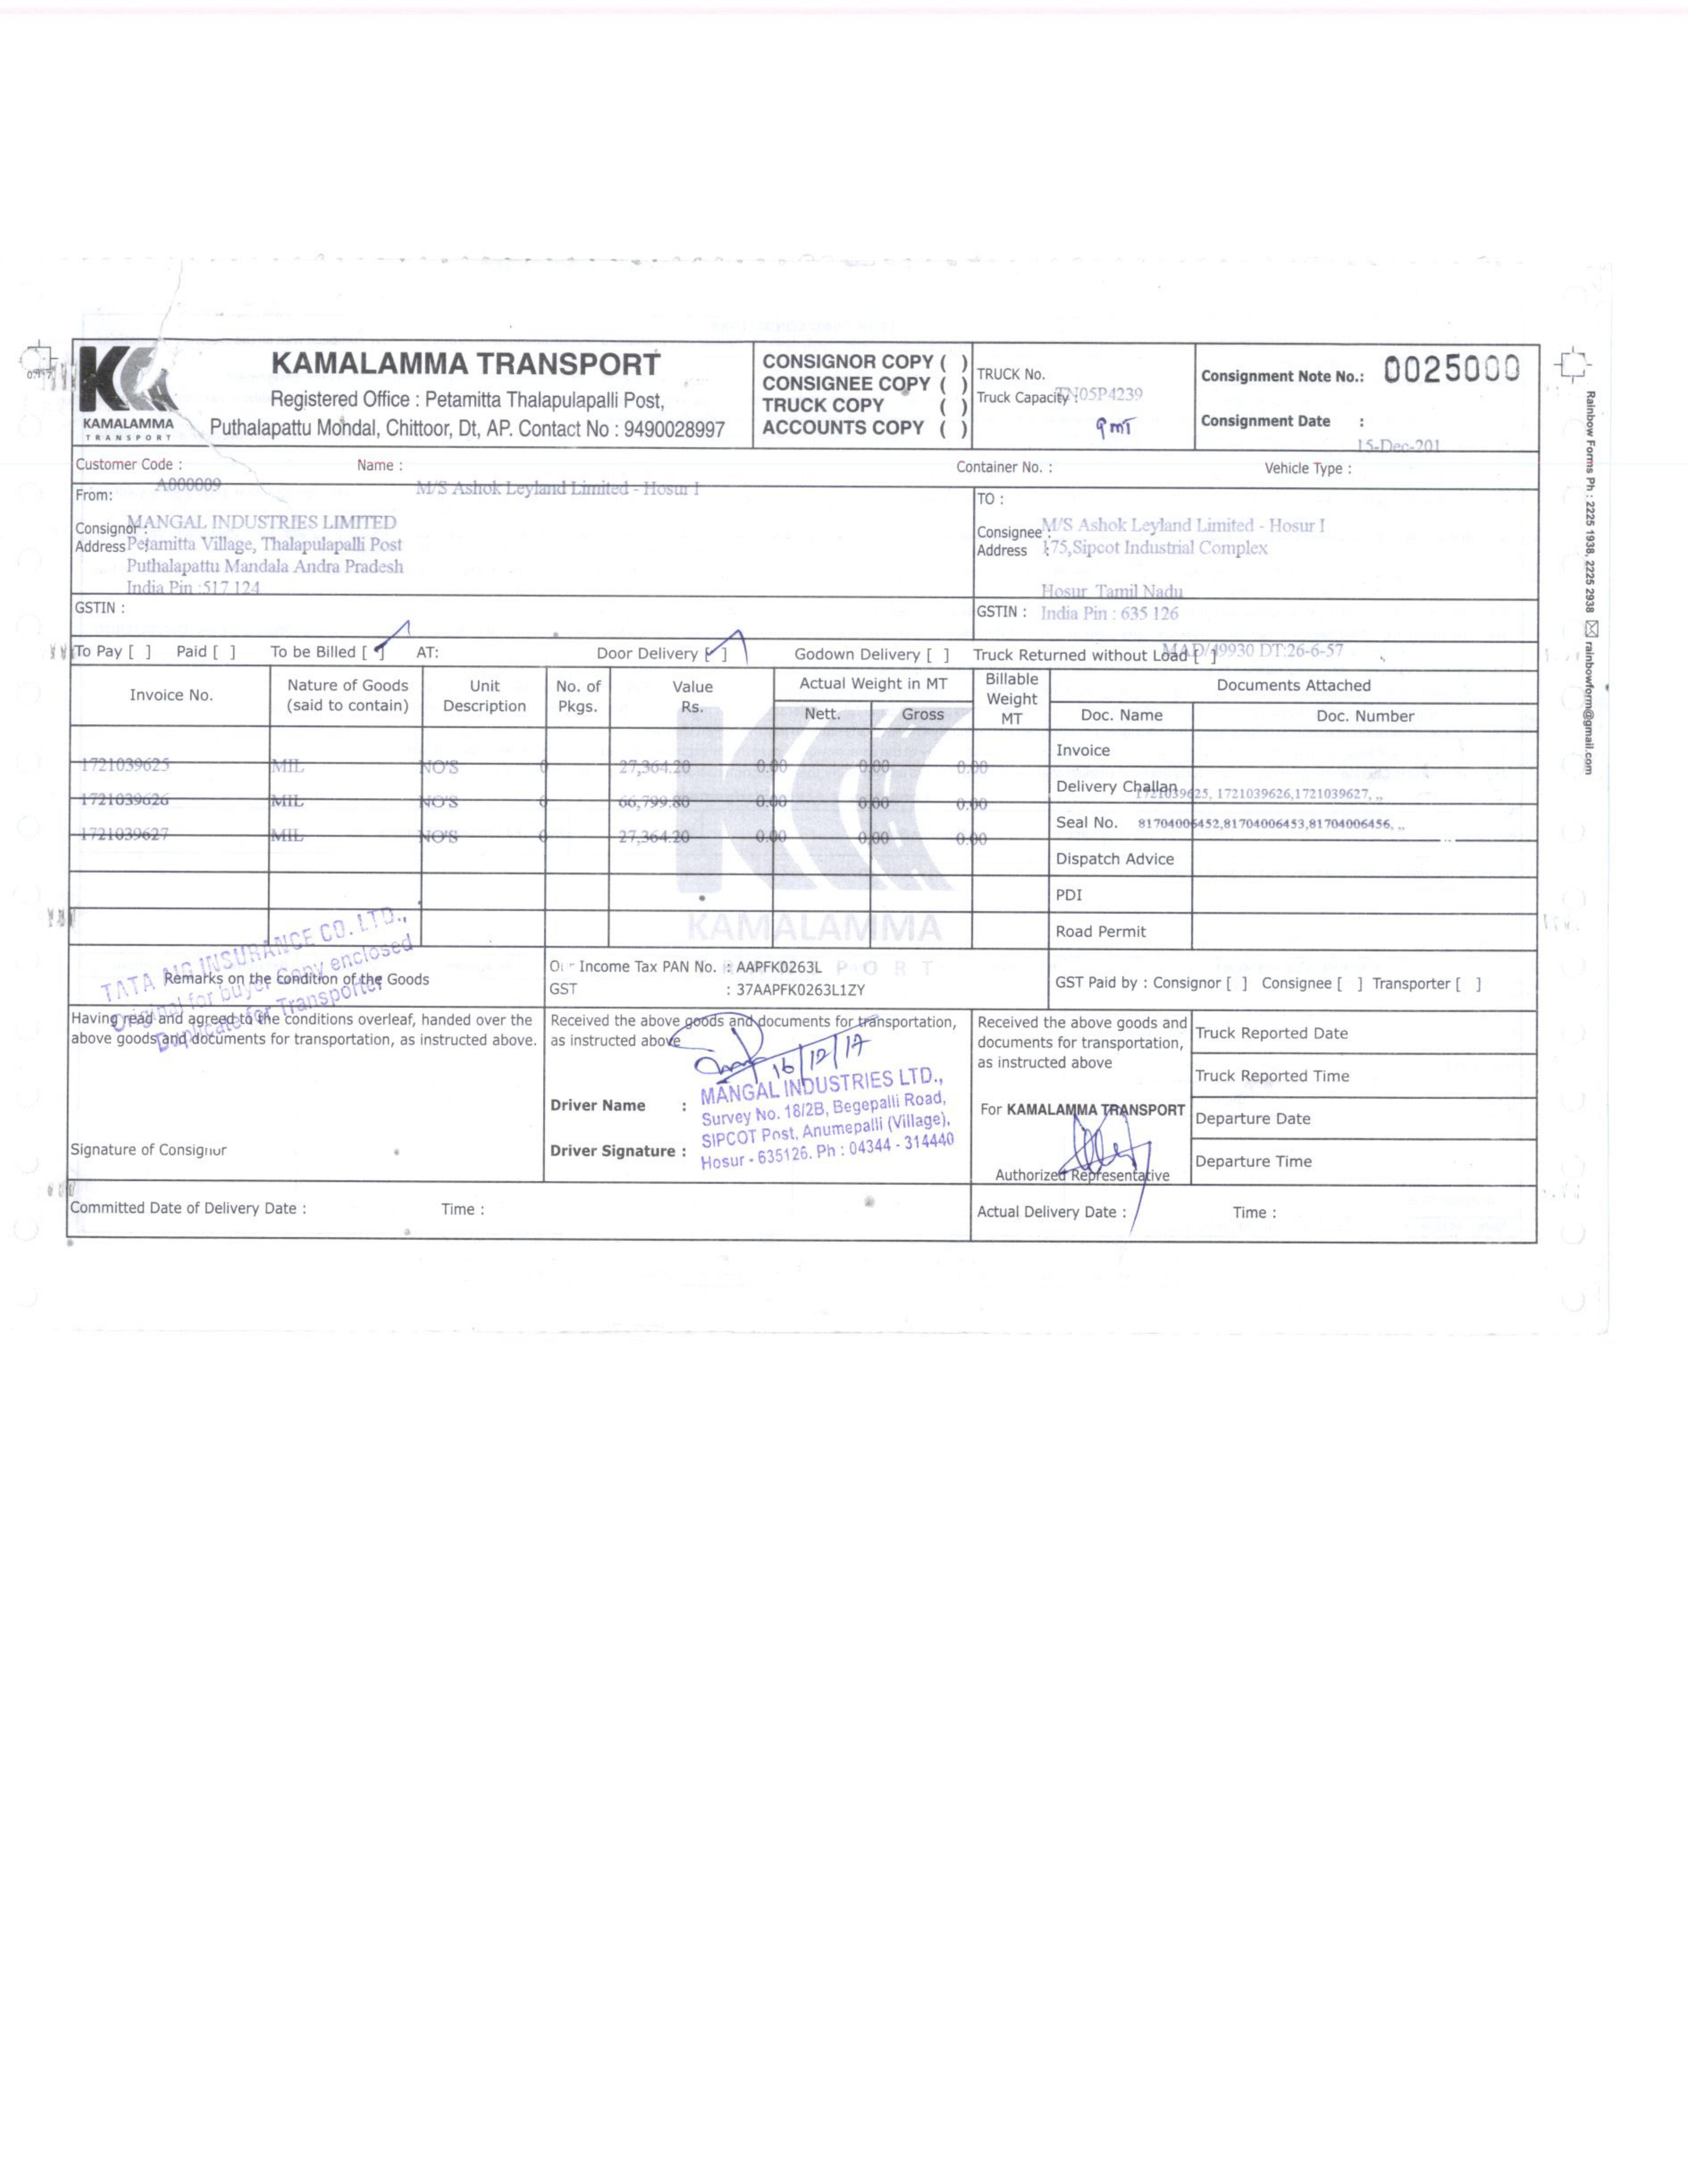 KAMALAMMA
TRANSPORT
KAMALAMMA TRANSPORT
Registered Office : Petamitta Thalapulapalli Post,
Puthalapattu Mondal, Chittoor, Dt, AP. Contact No : 9490028997
CONSIGNOR COPY ( )
CONSIGNEE COPY ( )
TRUCK COPY ( )
ACCOUNTS COPY ( )
TRUCK No.
Truck Capacity : TN05P4239
9 MT
Consignment Note No.: 0025000
Consignment Date :
15-Dec-201
Customer Code : Name : Container No. : Vehicle Type :
A000009 M/S Ashok Leyland Limited - Hosur I
From:
Consignor : MANGAL INDUSTRIES LIMITED
Address : Petamitta Village, Thalapulapalli Post
Puthalapattu Mandala Andra Pradesh
India Pin :517 124
GSTIN :
TO :
Consignee : M/S Ashok Leyland Limited - Hosur I
Address 175,Sipcot Industrial Complex
Hosur Tamil Nadu
GSTIN : India Pin : 635 126
To Pay [ ] Paid [ ] To be Billed [ ] AT: Door Delivery [ ] Godown Delivery [ ] Truck Returned without Load [ ]
MAD/49930 DT:26-6-57
Invoice No. Nature of Goods (said to contain) Unit Description No. of Pkgs. Value Rs. Actual Weight in MT Billable Weight MT Documents Attached
Nett. Gross Doc. Name Doc. Number
Invoice
1721039625 MIL NO'S 0 27,364.20 0.00 0.00 0.00
Delivery Challan 1721039625, 1721039626,1721039627, ,,
1721039626 MIL NO'S 0 66,799.80 0.00 0.00 0.00
Seal No. 81704006452,81704006453,81704006456, ,,
1721039627 MIL NO'S 0 27,364.20 0.00 0.00 0.00
Dispatch Advice
PDI
Road Permit
KAMALAMMA
TATA AIG INSURANCE CO. LTD.,
Original for buyer Copy enclosed
Duplicate for Transporter
Remarks on the condition of the Goods
Income Tax PAN No. : AAPFK0263L
GST : 37AAPFK0263L1ZY
GST Paid by : Consignor [ ] Consignee [ ] Transporter [ ]
Having read and agreed to the conditions overleaf, handed over the
above goods and documents for transportation, as instructed above.
Signature of Consignor
Received the above goods and documents for transportation,
as instructed above
16/12/17
MANGAL INDUSTRIES LTD.,
Survey No. 18/2B, Begepalli Road,
SIPCOT Post, Anumepalli (Village),
Hosur - 635126. Ph : 04344 - 314440
Driver Name :
Driver Signature :
Received the above goods and
documents for transportation,
as instructed above
For KAMALAMMA TRANSPORT
Authorized Representative
Truck Reported Date
Truck Reported Time
Departure Date
Departure Time
Committed Date of Delivery Date : Time :
Actual Delivery Date : Time :
Rainbow Forms Ph : 2225 1938, 2225 2938 rainbowform@gmail.com